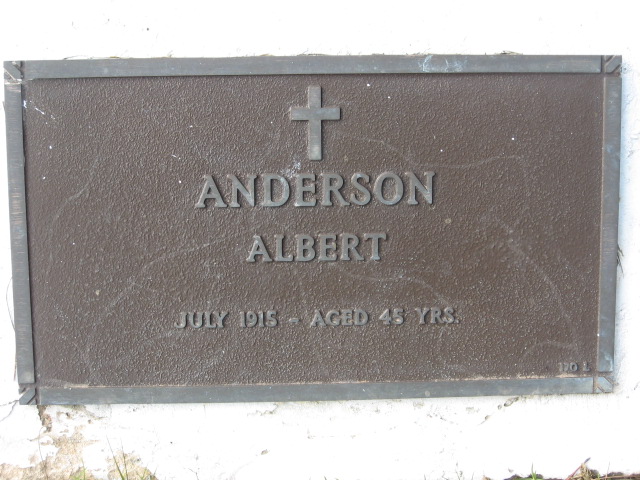 ANDERSON
ALBERT
JULY 1915 - AGED 45 YRS.